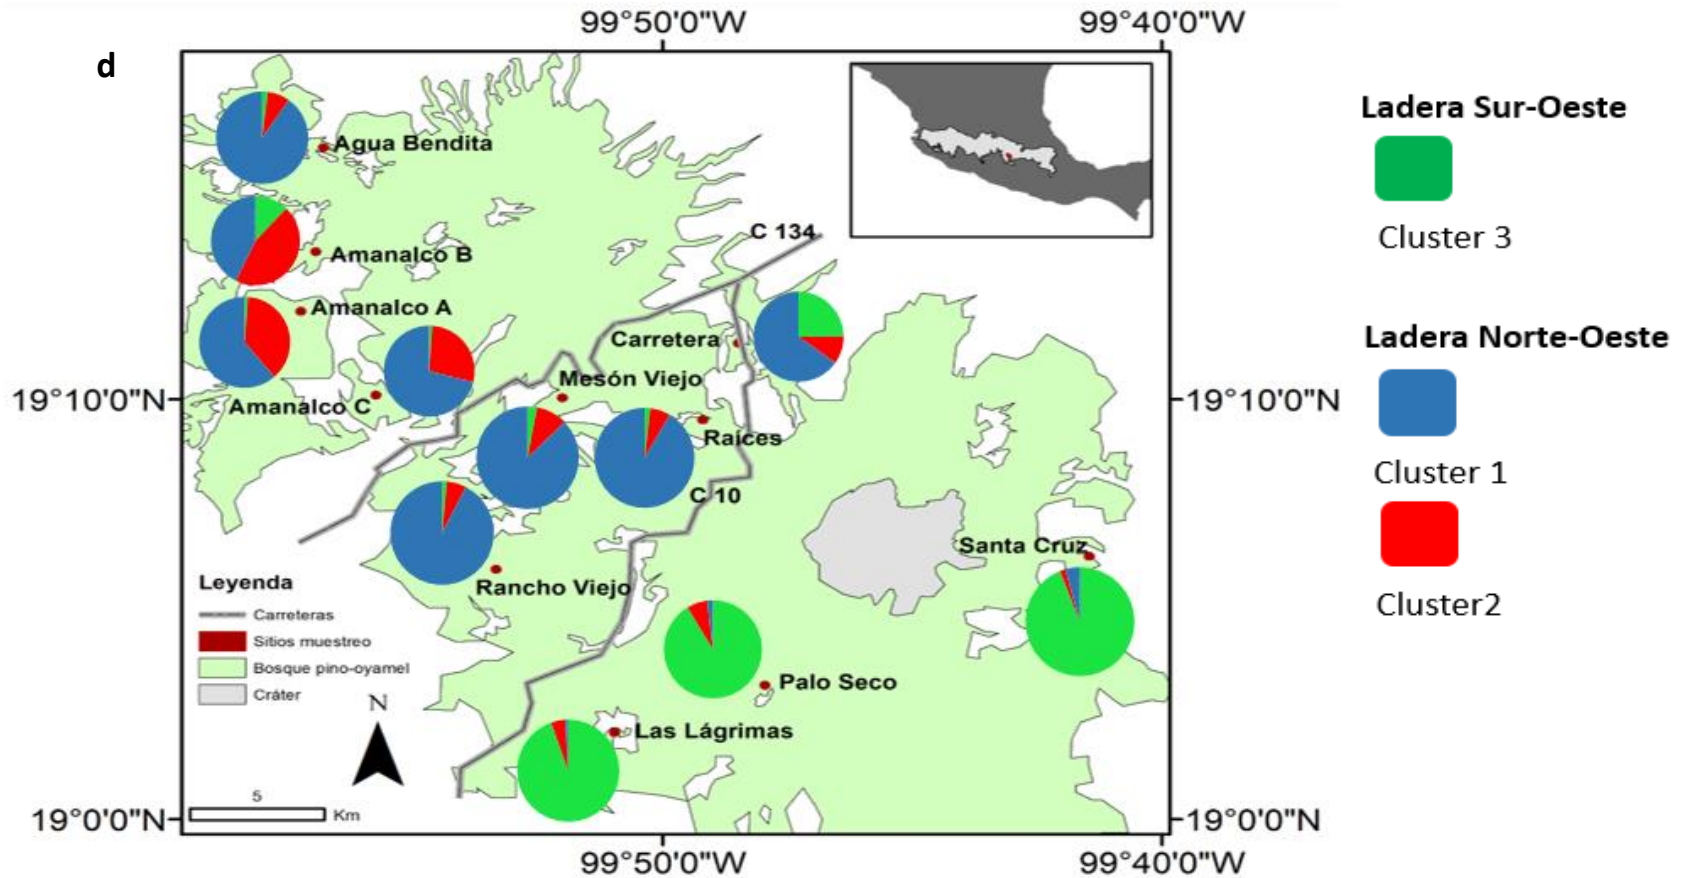 99°50'0"W
99°40'0"W
d
Agua Bendita
Amanalco B
C 134
Amanalco A
Carretera
Mesón Viejo
19°10'0"N
19°10'0"N
Amanalco C
Raíces
C 10
Santa Cruz
Rancho Viejo
Palo Seco
Las Lágrimas
Leyenda
Carreteras
Sitios muestreo
Bosque pino-oyamel
Cráter
N
5
Km
19°0'0"N
19°0'0"N
99°50'0"W
99°40'0"W
Ladera Sur-Oeste
Cluster 3
Ladera Norte-Oeste
Cluster 1
Cluster2